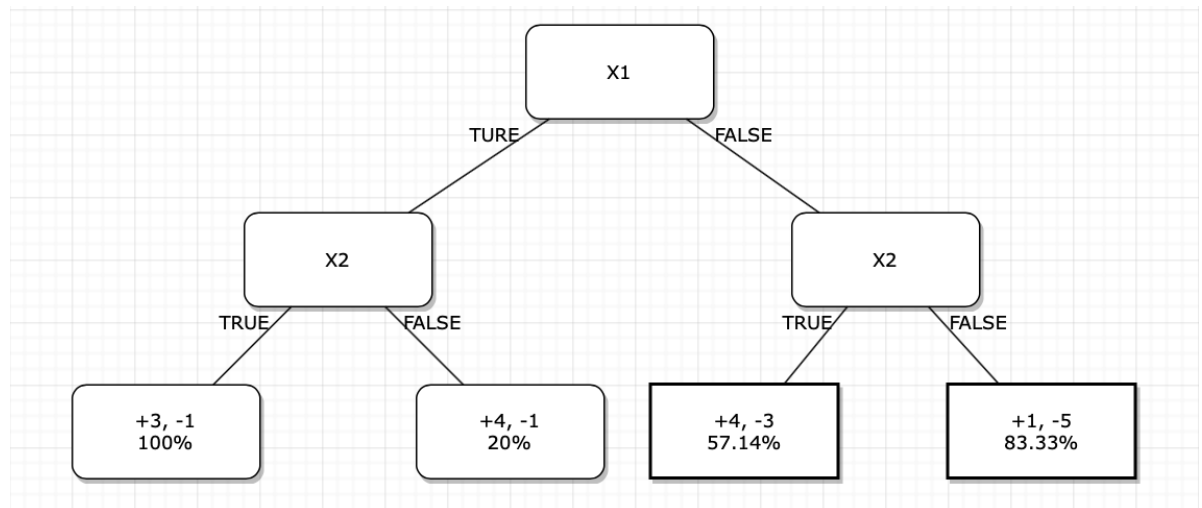 X1
TURE
FALSE
X2
X2
TRUE
FALSE
TRUE
FALSE
+3, -1
100%
+4, -1
20%
+4, -3
57.14%
+1, -5
83.33%